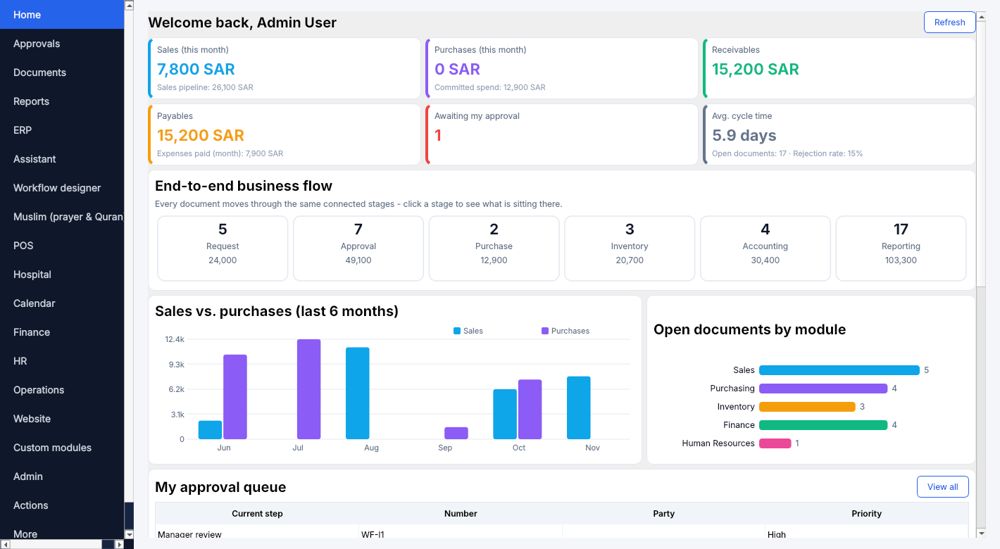 Home
Approvals
Documents
Reports
ERP
Assistant
Workflow designer
Muslim (prayer & Quran
POS
Hospital
Calendar
Finance
HR
Operations
Website
Custom modules
Admin
Actions
More
Welcome back, Admin User
Refresh
Sales (this month)
7,800 SAR
Sales pipeline: 26,100 SAR
Purchases (this month)
0 SAR
Committed spend: 12,900 SAR
Receivables
15,200 SAR
Payables
15,200 SAR
Expenses paid (month): 7,900 SAR
Awaiting my approval
1
Avg. cycle time
5.9 days
Open documents: 17 · Rejection rate: 15%
End-to-end business flow
Every document moves through the same connected stages - click a stage to see what is sitting there.
5
Request
24,000
7
Approval
49,100
2
Purchase
12,900
3
Inventory
20,700
4
Accounting
30,400
17
Reporting
103,300
Sales vs. purchases (last 6 months)
Sales
Purchases
12.4k
9.3k
6.2k
3.1k
0
Jun
Jul
Aug
Sep
Oct
Nov
Open documents by module
Sales 5
Purchasing 4
Inventory 3
Finance 4
Human Resources 1
My approval queue
View all
Current step
Number
Party
Priority
Manager review
High